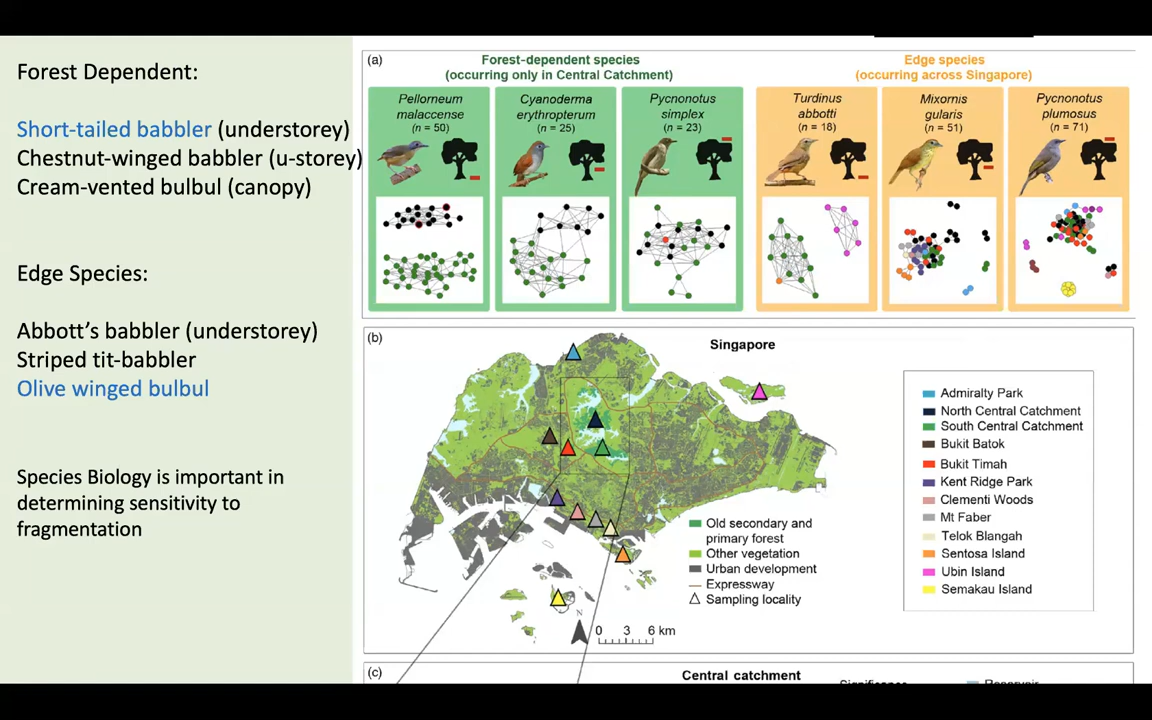 Forest Dependent:
Short-tailed babbler (understorey)
Chestnut-winged babbler (u-storey)
Cream-vented bulbul (canopy)
Edge Species:
Abbott's babbler (understorey)
Striped tit-babbler
Olive winged bulbul
Species Biology is important in
determining sensitivity to
fragmentation
(a)
Forest-dependent species
(occurring only in Central Catchment)
Edge species
(occurring across Singapore)
Pellorneum
malaccense
(n = 50)
Cyanoderma
erythropterum
(n = 25)
Pycnonotus
simplex
(n = 23)
Turdinus
abbotti
(n = 18)
Mixornis
gularis
(n = 51)
Pycnonotus
plumosus
(n = 71)
(b)
Singapore
Admiralty Park
North Central Catchment
South Central Catchment
Bukit Batok
Bukit Timah
Kent Ridge Park
Clementi Woods
Mt Faber
Telok Blangah
Sentosa Island
Ubin Island
Semakau Island
Old secondary and
primary forest
Other vegetation
Urban development
Expressway
Sampling locality
N
0 3 6 km
(c)
Central catchment